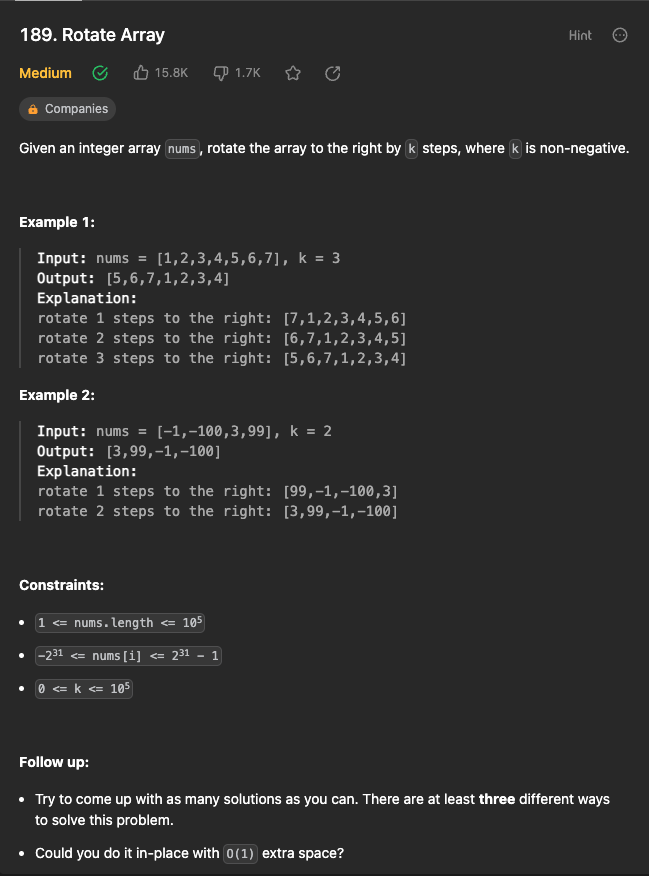 189. Rotate Array
Hint
Medium
15.8K
1.7K
Companies
Given an integer array nums, rotate the array to the right by k steps, where k is non-negative.
Example 1:
Input: nums = [1,2,3,4,5,6,7], k = 3
Output: [5,6,7,1,2,3,4]
Explanation:
rotate 1 steps to the right: [7,1,2,3,4,5,6]
rotate 2 steps to the right: [6,7,1,2,3,4,5]
rotate 3 steps to the right: [5,6,7,1,2,3,4]
Example 2:
Input: nums = [-1,-100,3,99], k = 2
Output: [3,99,-1,-100]
Explanation:
rotate 1 steps to the right: [99,-1,-100,3]
rotate 2 steps to the right: [3,99,-1,-100]
Constraints:
• 1 <= nums.length <= 10⁵
• -2³¹ <= nums[i] <= 2³¹ - 1
• 0 <= k <= 10⁵
Follow up:
• Try to come up with as many solutions as you can. There are at least three different ways
to solve this problem.
• Could you do it in-place with O(1) extra space?